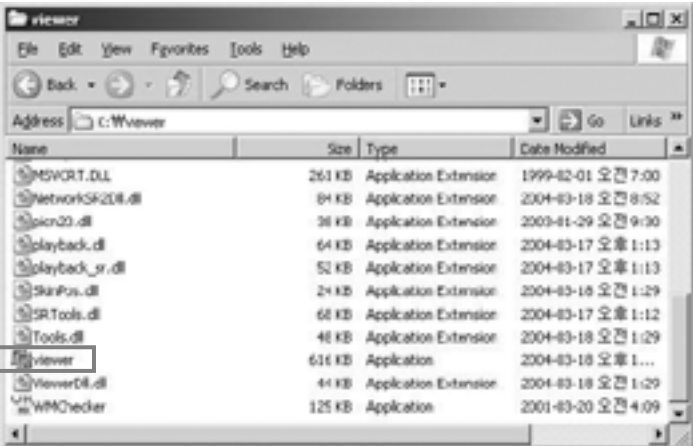 viewer
File Edit View Favorites Tools Help
Back Search Folders
Address C:₩viewer Go Links »
Name Size Type Date Modified
MSVCRT.DLL 261 KB Application Extension 1999-02-01 오전 7:00
NetworkSR2Dll.dll 84 KB Application Extension 2004-03-18 오전 8:52
picn20.dll 38 KB Application Extension 2003-01-29 오전 9:30
playback.dll 64 KB Application Extension 2004-03-17 오후 1:13
playback_sr.dll 52 KB Application Extension 2004-03-17 오후 1:13
SkinPos.dll 24 KB Application Extension 2004-03-18 오전 1:29
SRTools.dll 68 KB Application Extension 2004-03-17 오후 1:12
Tools.dll 48 KB Application Extension 2004-03-18 오전 1:29
viewer 616 KB Application 2004-03-18 오후 1...
ViewerDll.dll 44 KB Application Extension 2004-03-18 오전 1:29
WMChecker 125 KB Application 2001-03-20 오전 4:09